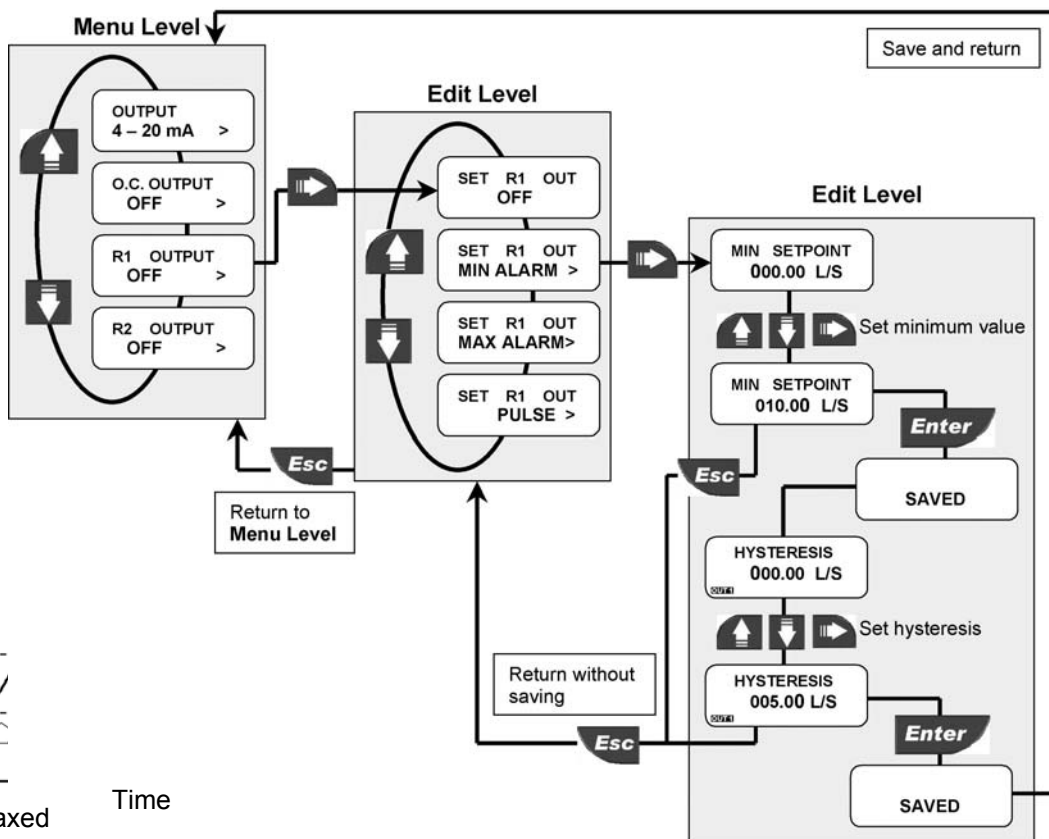 Menu Level
Save and return
OUTPUT
4 – 20 mA >
O.C. OUTPUT
OFF >
R1 OUTPUT
OFF >
R2 OUTPUT
OFF >
Edit Level
SET R1 OUT
OFF
SET R1 OUT
MIN ALARM >
SET R1 OUT
MAX ALARM>
SET R1 OUT
PULSE >
Esc
Return to
Menu Level
Edit Level
MIN SETPOINT
000.00 L/S
Set minimum value
MIN SETPOINT
010.00 L/S
Enter
Esc
SAVED
HYSTERESIS
000.00 L/S
OUT1
Set hysteresis
HYSTERESIS
005.00 L/S
OUT1
Return without
saving
Esc
Enter
SAVED
Time
axed